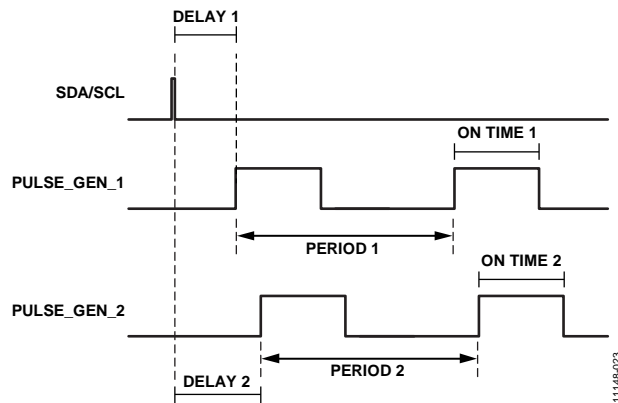 DELAY 1
SDA/SCL
ON TIME 1
PULSE_GEN_1
PERIOD 1
ON TIME 2
PULSE_GEN_2
PERIOD 2
DELAY 2
11148-023